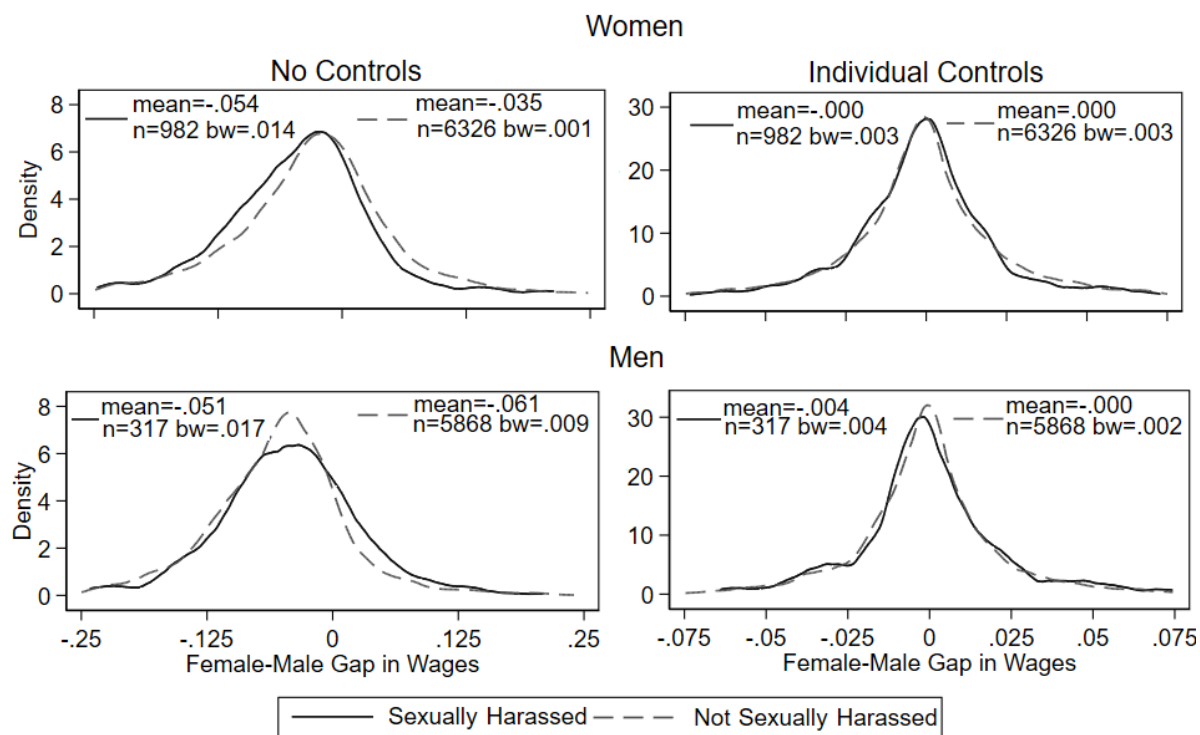 Women
No Controls
Individual Controls
mean=-.054
n=982 bw=.014
mean=-.035
n=6326 bw=.001
8
6
4
2
0
Density
mean=-.000
n=982 bw=.003
mean=.000
n=6326 bw=.003
30
20
10
0
Men
mean=-.051
n=317 bw=.017
mean=-.061
n=5868 bw=.009
8
6
4
2
0
Density
-.25 -.125 0 .125 .25
Female-Male Gap in Wages
mean=-.004
n=317 bw=.004
mean=-.000
n=5868 bw=.002
30
20
10
0
-.075 -.05 -.025 0 .025 .05 .075
Female-Male Gap in Wages
Sexually Harassed
Not Sexually Harassed